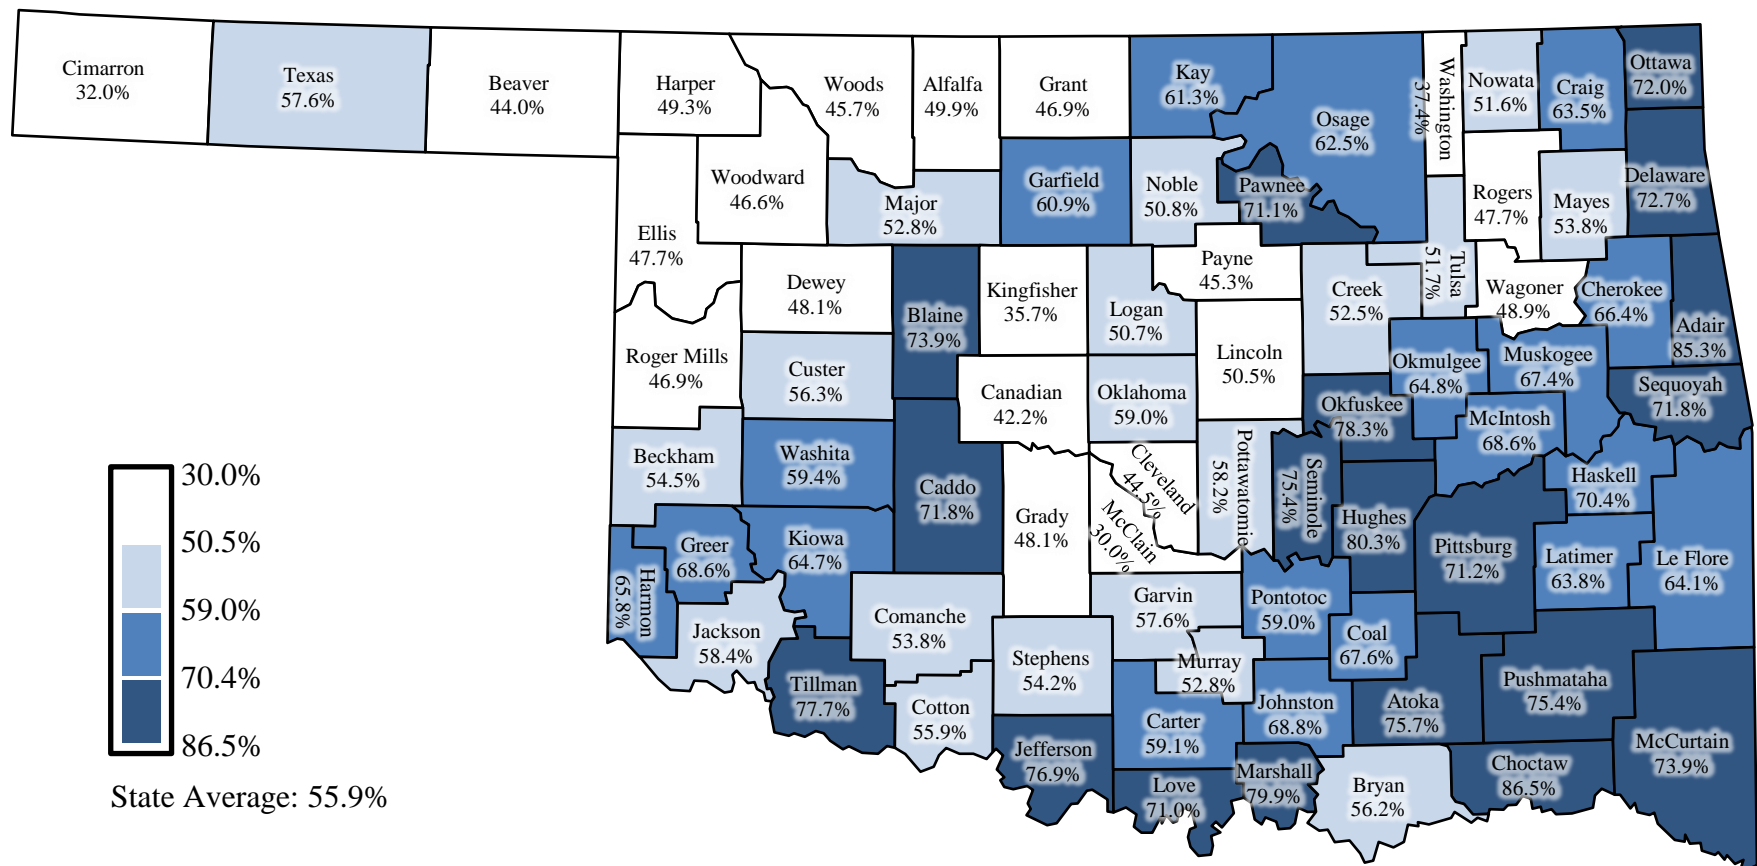 Cimarron
32.0%
Texas
57.6%
Beaver
44.0%
Harper
49.3%
Woods
45.7%
Alfalfa
49.9%
Grant
46.9%
Kay
61.3%
Osage
62.5%
Washington
37.4%
Nowata
51.6%
Craig
63.5%
Ottawa
72.0%
Woodward
46.6%
Major
52.8%
Garfield
60.9%
Noble
50.8%
Pawnee
71.1%
Rogers
47.7%
Mayes
53.8%
Delaware
72.7%
Ellis
47.7%
Dewey
48.1%
Blaine
73.9%
Kingfisher
35.7%
Logan
50.7%
Payne
45.3%
Creek
52.5%
Tulsa
51.7%
Wagoner
48.9%
Cherokee
66.4%
Adair
85.3%
Roger Mills
46.9%
Custer
56.3%
Canadian
42.2%
Oklahoma
59.0%
Lincoln
50.5%
Okmulgee
64.8%
Muskogee
67.4%
Sequoyah
71.8%
Okfuskee
78.3%
McIntosh
68.6%
Beckham
54.5%
Washita
59.4%
Caddo
71.8%
Grady
48.1%
Cleveland
44.5%
McClain
30.0%
Pottawatomie
58.2%
Seminole
75.4%
Hughes
80.3%
Haskell
70.4%
Pittsburg
71.2%
Latimer
63.8%
Le Flore
64.1%
Harmon
65.8%
Greer
68.6%
Kiowa
64.7%
Jackson
58.4%
Comanche
53.8%
Garvin
57.6%
Pontotoc
59.0%
Coal
67.6%
Tillman
77.7%
Cotton
55.9%
Stephens
54.2%
Murray
52.8%
Carter
59.1%
Johnston
68.8%
Atoka
75.7%
Pushmataha
75.4%
McCurtain
73.9%
Jefferson
76.9%
Love
71.0%
Marshall
79.9%
Bryan
56.2%
Choctaw
86.5%
30.0%
50.5%
59.0%
70.4%
86.5%
State Average: 55.9%